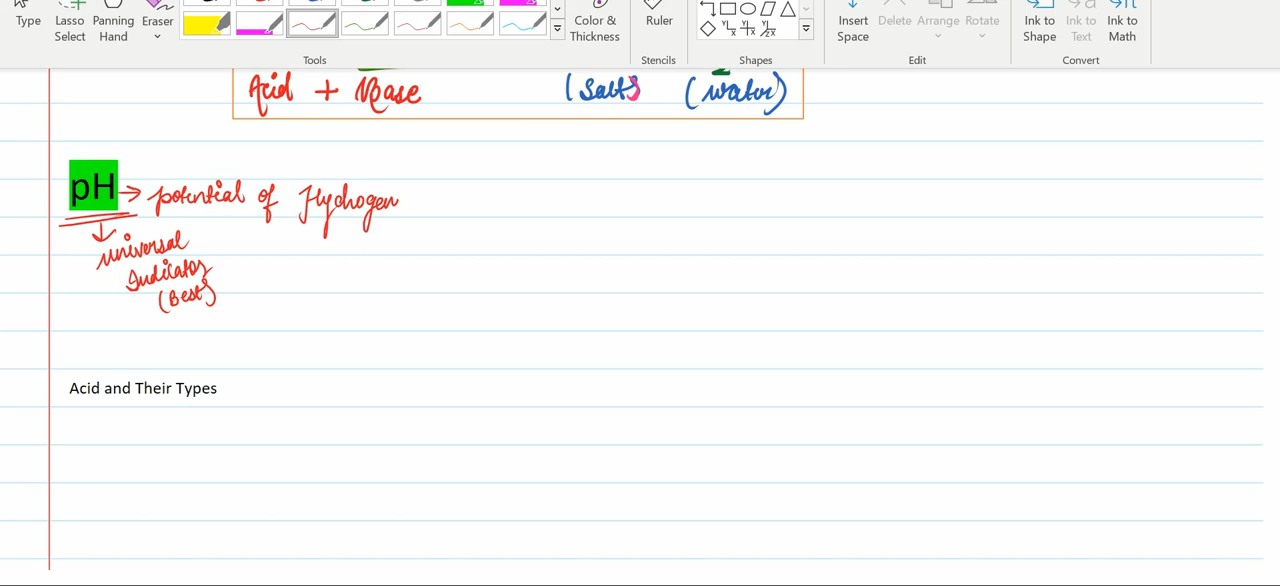 Type
Lasso Select
Panning Hand
Eraser
Color & Thickness
Ruler
Insert Space
Delete
Arrange
Rotate
Ink to Shape
Ink to Text
Ink to Math
Tools
Stencils
Shapes
Edit
Convert
Acid + Base (Salt) (water)
pH → potential of Hydrogen
universal
Indicator
(Best)
Acid and Their Types